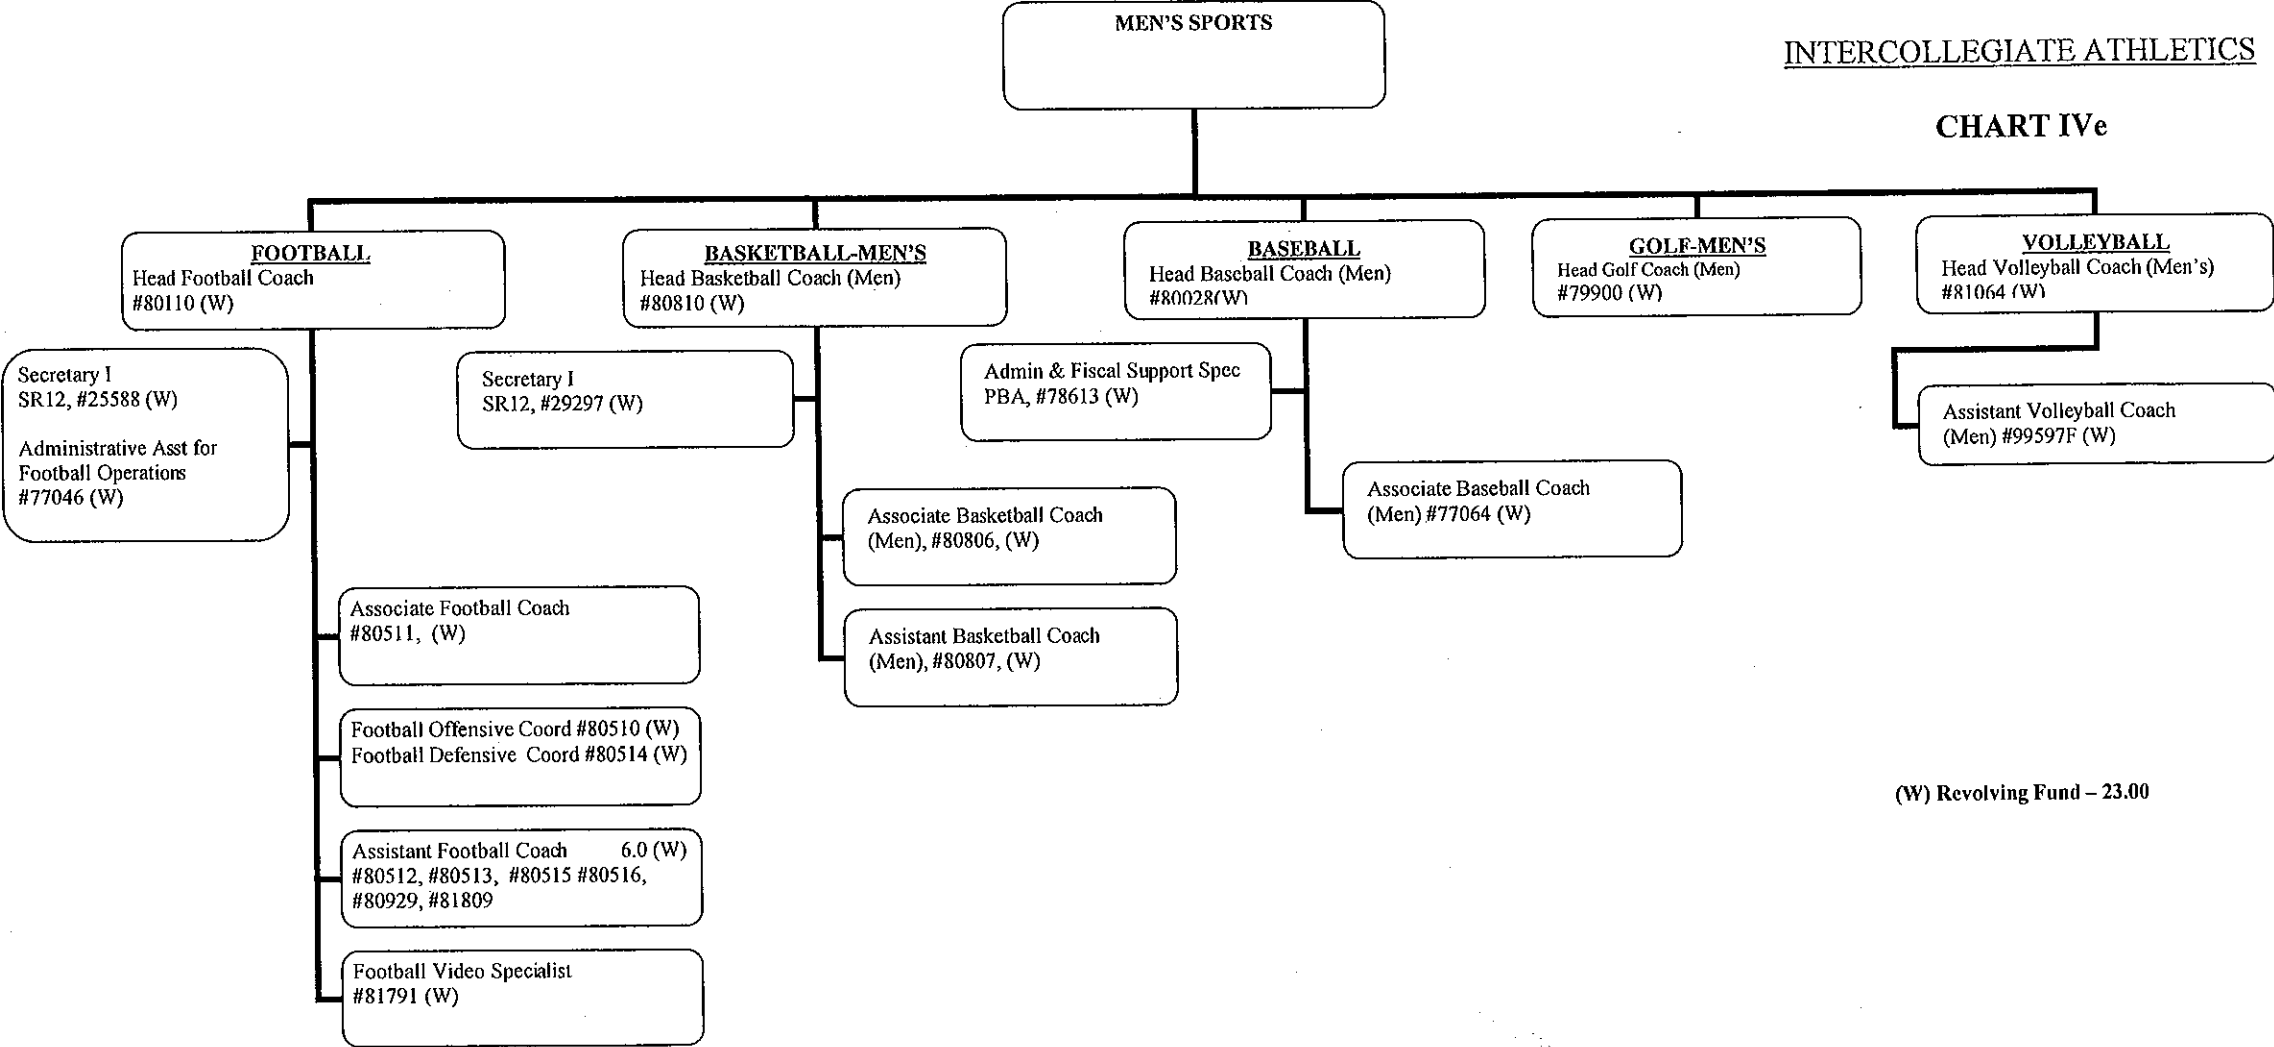 MEN'S SPORTS
INTERCOLLEGIATE ATHLETICS
CHART IVe
FOOTBALL
Head Football Coach
#80110 (W)
BASKETBALL-MEN'S
Head Basketball Coach (Men)
#80810 (W)
BASEBALL
Head Baseball Coach (Men)
#80028(W)
GOLF-MEN'S
Head Golf Coach (Men)
#79900 (W)
VOLLEYBALL
Head Volleyball Coach (Men's)
#81064 (W)
Secretary I
SR12, #25588 (W)
Administrative Asst for
Football Operations
#77046 (W)
Secretary I
SR12, #29297 (W)
Admin & Fiscal Support Spec
PBA, #78613 (W)
Assistant Volleyball Coach
(Men) #99597F (W)
Associate Basketball Coach
(Men), #80806, (W)
Associate Baseball Coach
(Men) #77064 (W)
Assistant Basketball Coach
(Men), #80807, (W)
Associate Football Coach
#80511, (W)
Football Offensive Coord #80510 (W)
Football Defensive Coord #80514 (W)
Assistant Football Coach 6.0 (W)
#80512, #80513, #80515 #80516,
#80929, #81809
Football Video Specialist
#81791 (W)
(W) Revolving Fund – 23.00